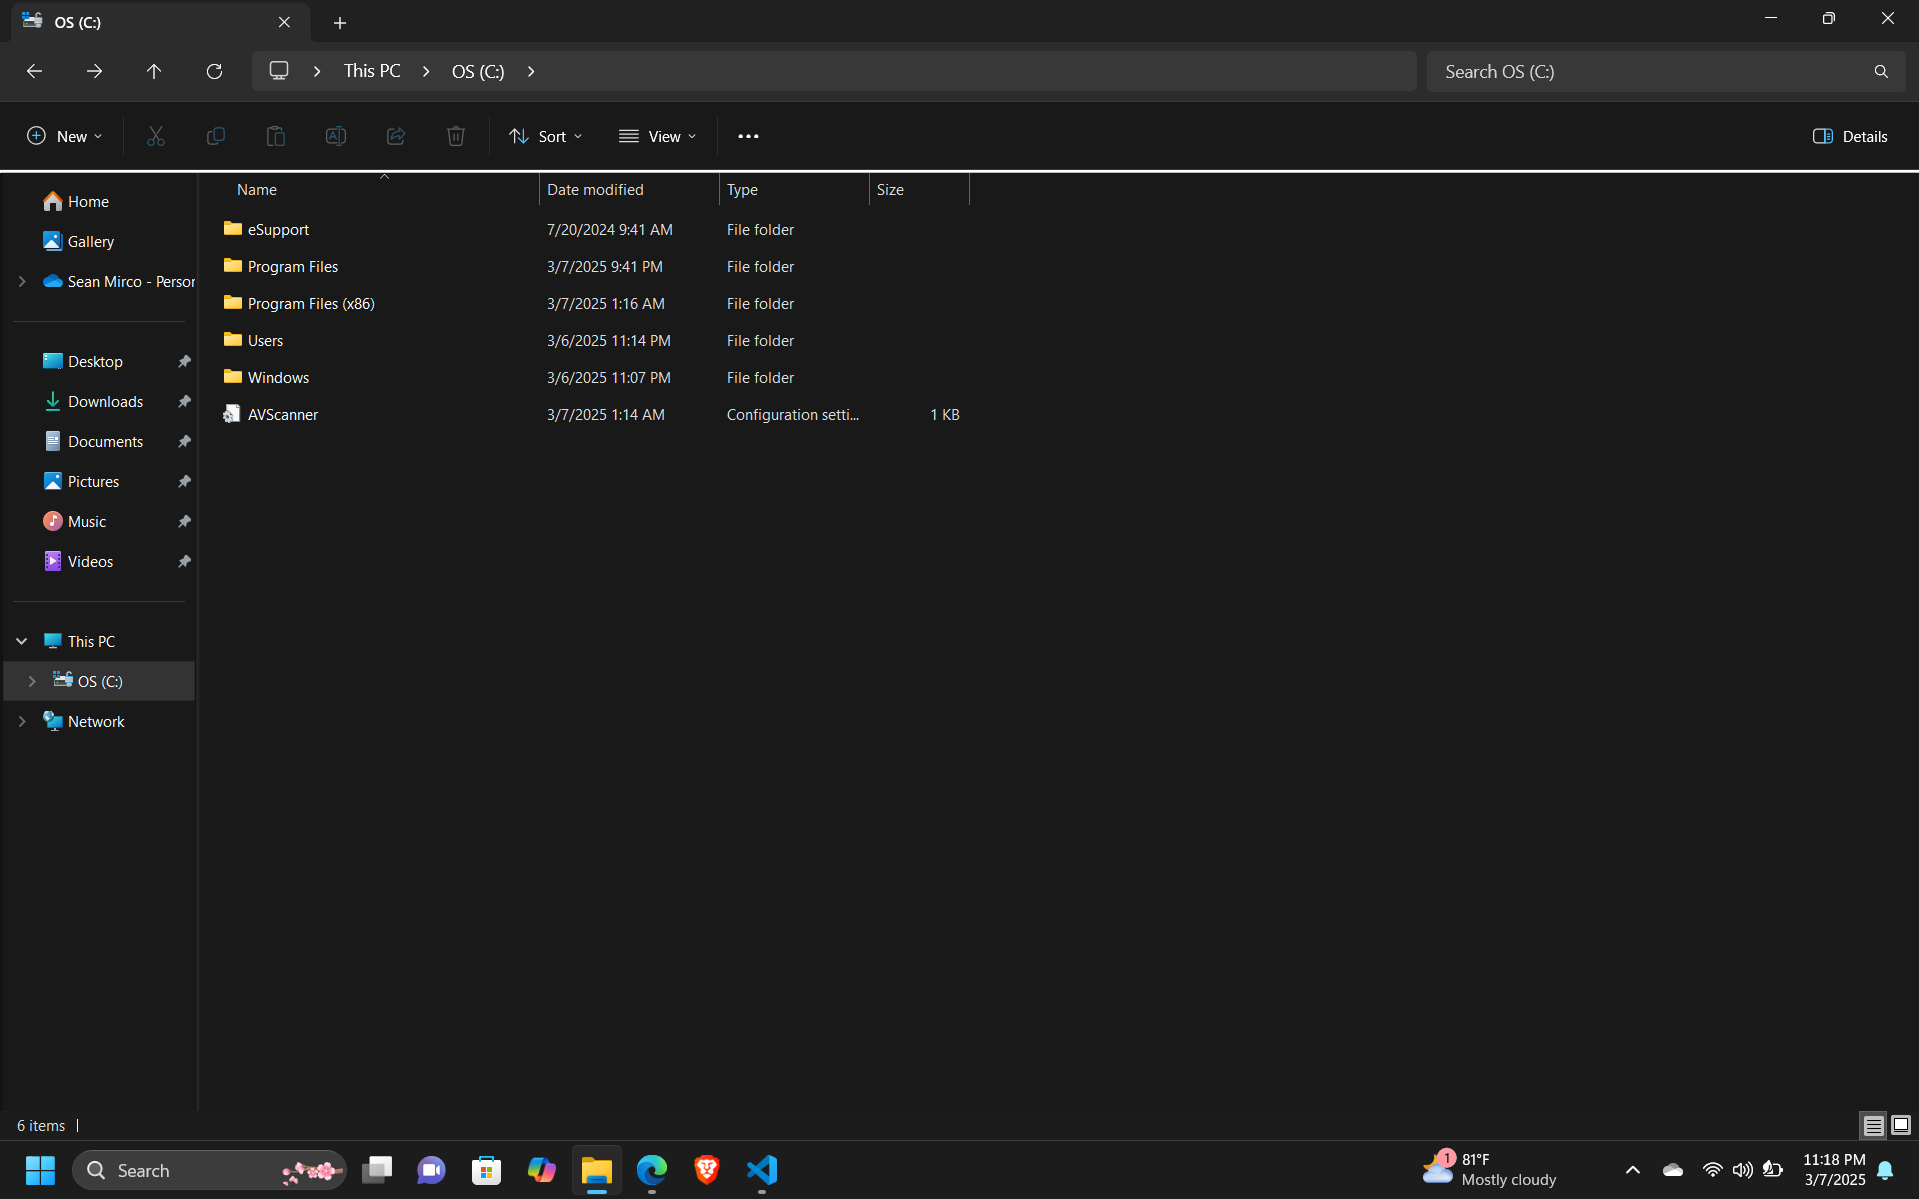 OS (C:)
This PC
OS (C:)
Search OS (C:)
New
Sort
View
Details
Name Date modified Type Size
eSupport 7/20/2024 9:41 AM File folder
Program Files 3/7/2025 9:41 PM File folder
Program Files (x86) 3/7/2025 1:16 AM File folder
Users 3/6/2025 11:14 PM File folder
Windows 3/6/2025 11:07 PM File folder
AVScanner 3/7/2025 1:14 AM Configuration setti... 1 KB
Home
Gallery
Sean Mirco - Person
Desktop
Downloads
Documents
Pictures
Music
Videos
This PC
OS (C:)
Network
6 items
Search
1
81°F
Mostly cloudy
11:18 PM
3/7/2025